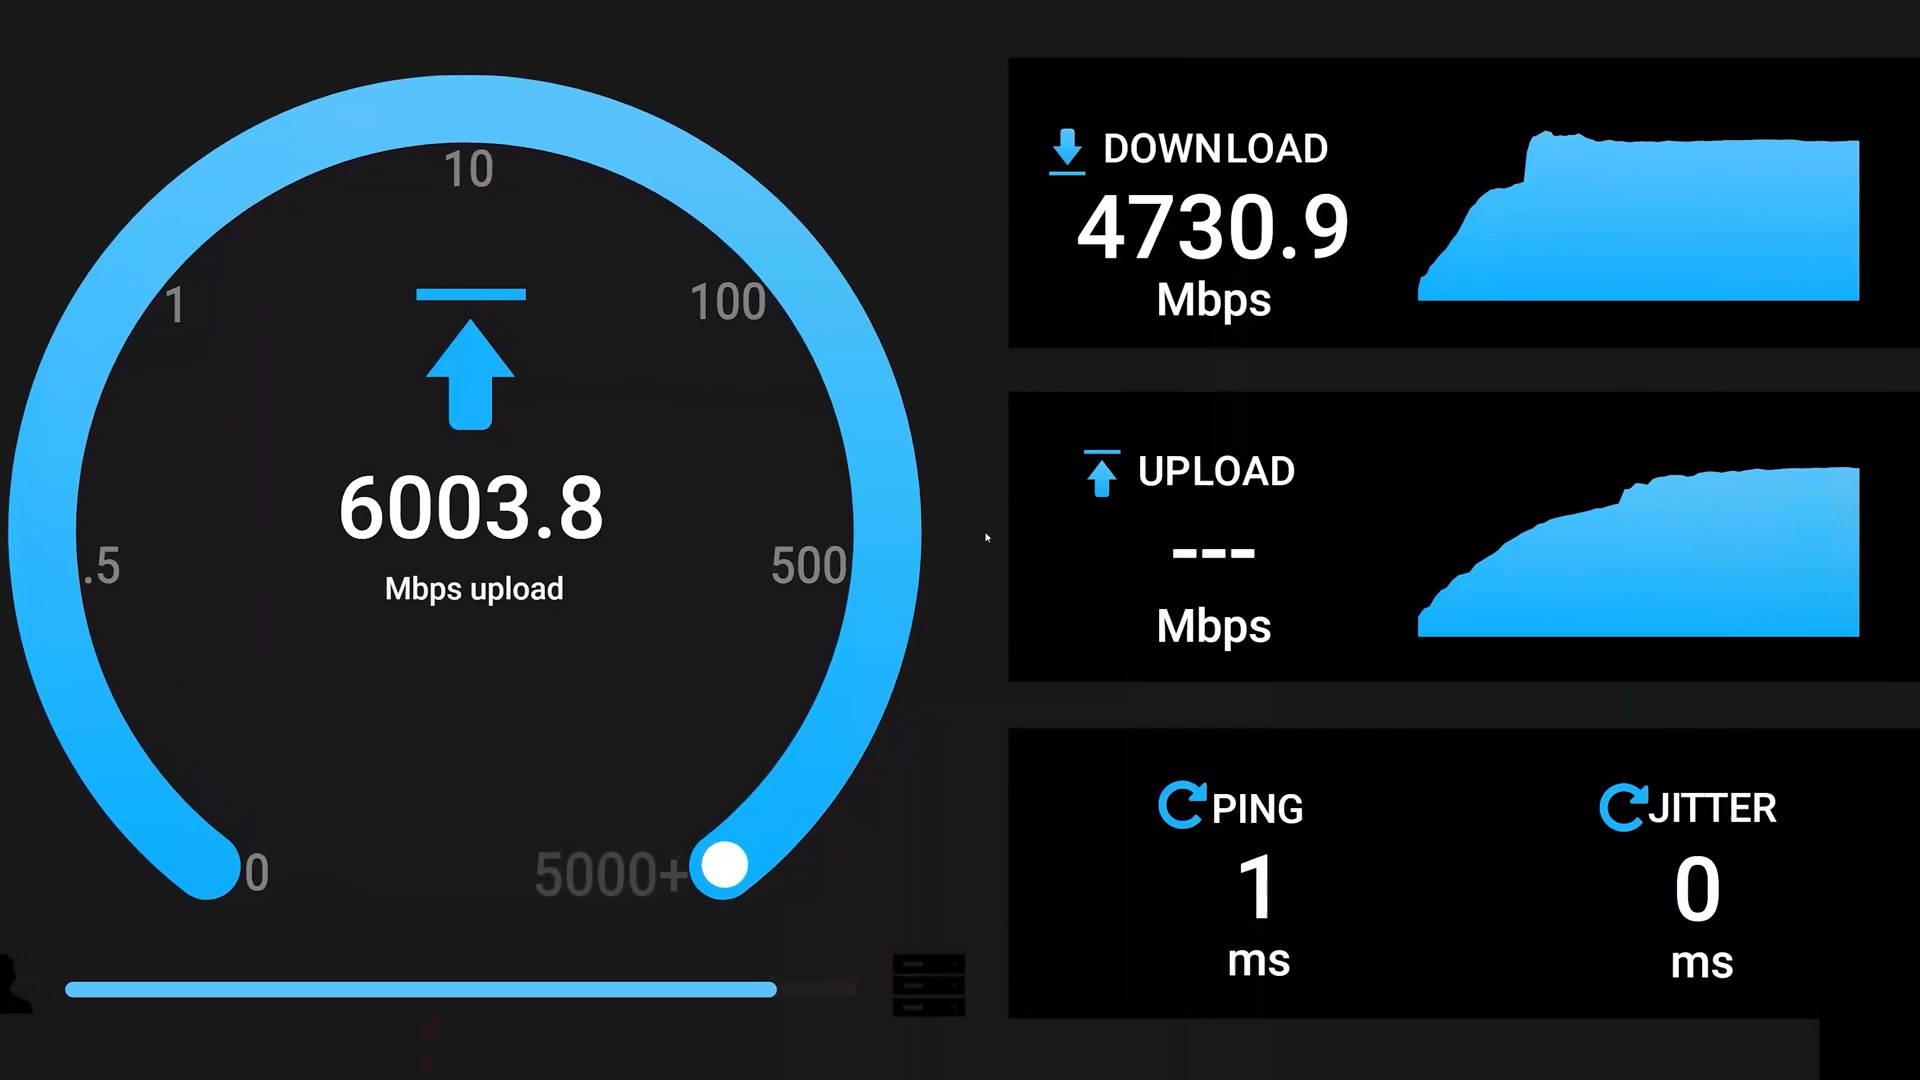 10
1
100
6003.8
Mbps upload
.5
500
0
5000+
DOWNLOAD
4730.9
Mbps
UPLOAD
---
Mbps
PING
1
ms
JITTER
0
ms